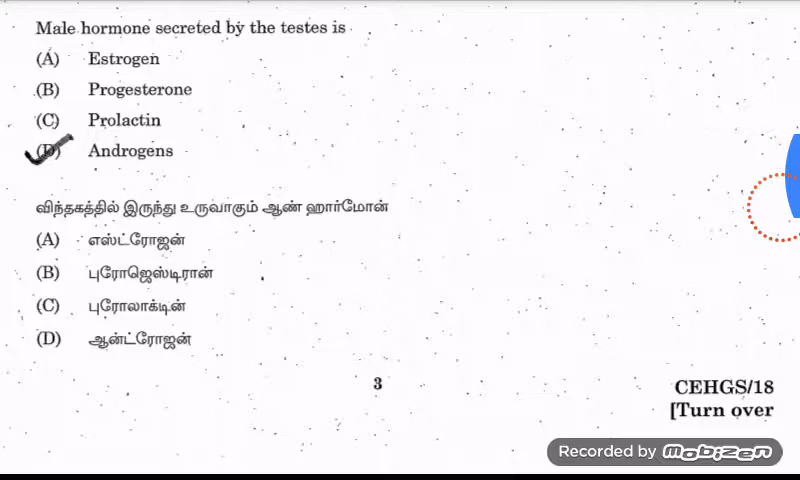 Male hormone secreted by the testes is
(A) Estrogen
(B) Progesterone
(C) Prolactin
(D) Androgens
விந்தகத்தில் இருந்து உருவாகும் ஆண் ஹார்மோன்
(A) எஸ்ட்ரோஜன்
(B) புரோஜெஸ்டிரான்
(C) புரோலாக்டின்
(D) ஆன்ட்ரோஜன்
3
CEHGS/18
[Turn over
Recorded by mobizen